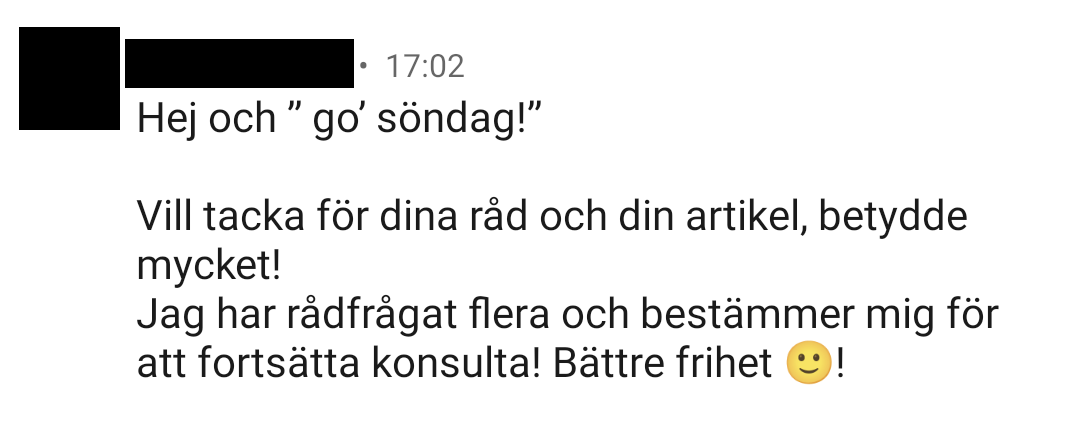 • 17:02
Hej och ” go’ söndag!”
Vill tacka för dina råd och din artikel, betydde
mycket!
Jag har rådfrågat flera och bestämmer mig för
att fortsätta konsulta! Bättre frihet 🙂!